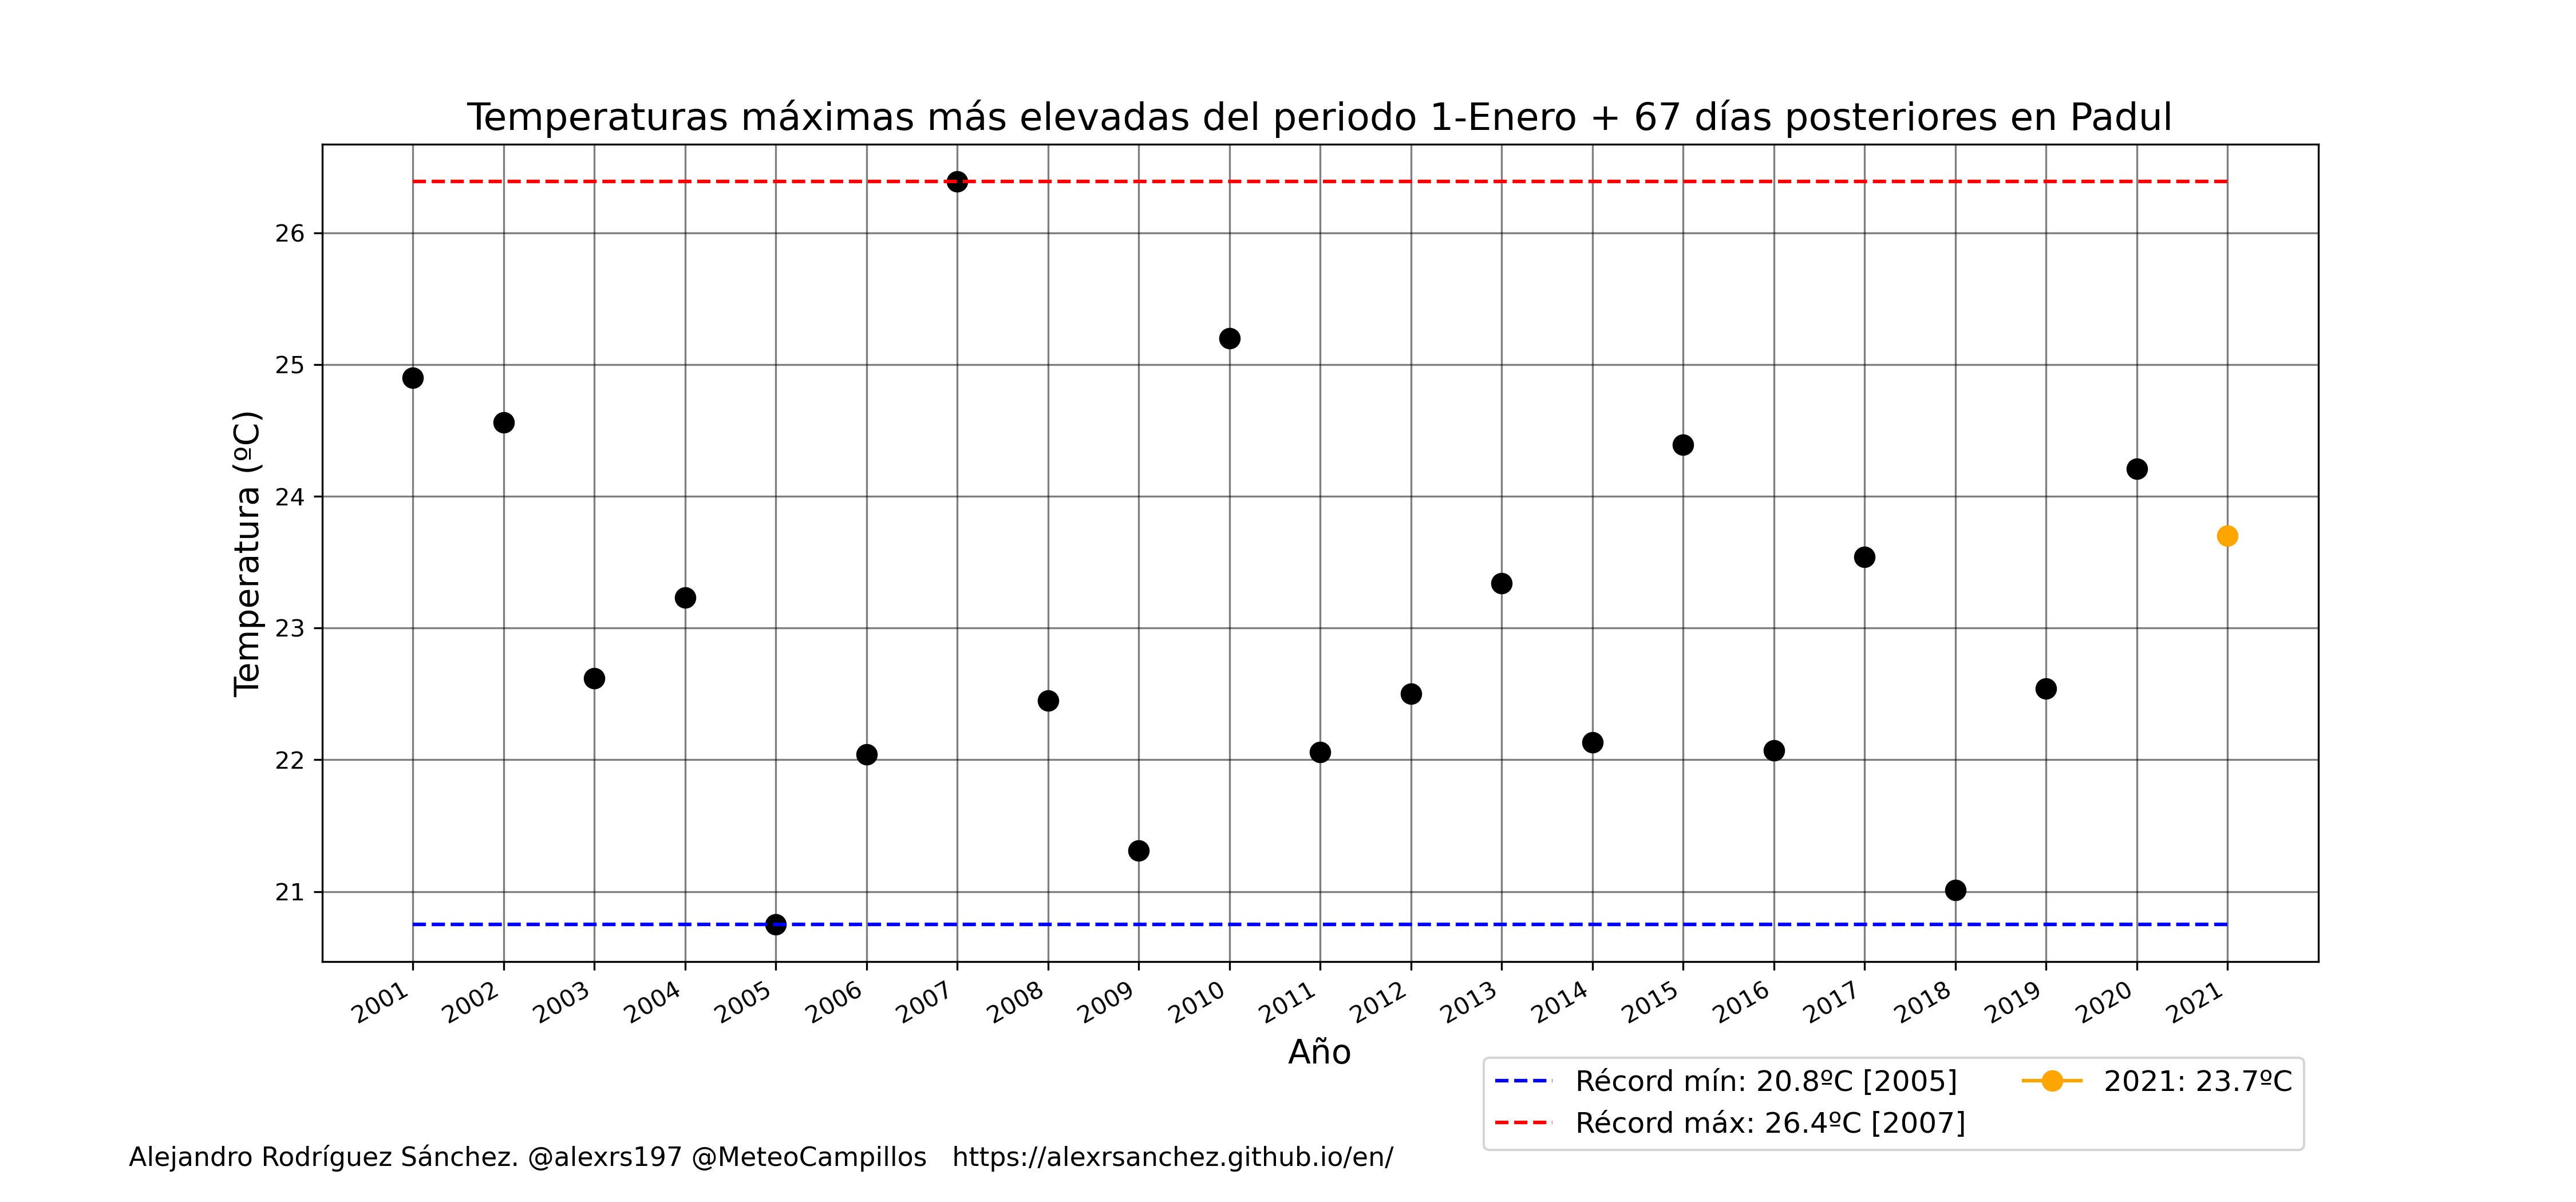 Temperaturas máximas más elevadas del periodo 1-Enero + 67 días posteriores en Padul
Temperatura (ºC)
26
25
24
23
22
21
2001 2002 2003 2004 2005 2006 2007 2008 2009 2010 2011 2012 2013 2014 2015 2016 2017 2018 2019 2020 2021
Año
Récord mín: 20.8ºC [2005]
Récord máx: 26.4ºC [2007]
2021: 23.7ºC
Alejandro Rodríguez Sánchez. @alexrs197 @MeteoCampillos https://alexrsanchez.github.io/en/